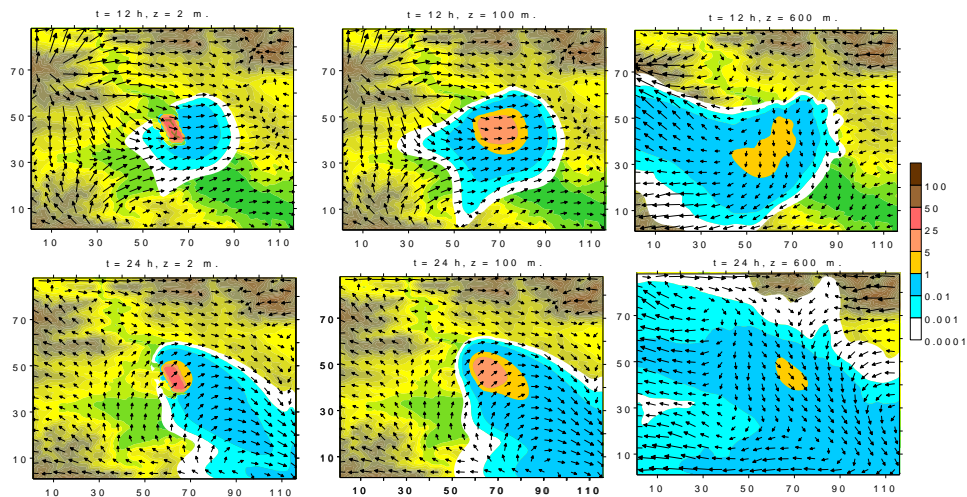 t = 12 h, z = 2 m.
t = 12 h, z = 100 m.
t = 12 h, z = 600 m.
70
50
30
10
10 30 50 70 90 110
70
50
30
10
10 30 50 70 90 110
70
50
30
10
10 30 50 70 90 110
100
50
25
5
1
0.01
0.001
0.0001
t = 24 h, z = 2 m.
t = 24 h, z = 100 m.
t = 24 h, z = 600 m.
70
50
30
10
10 30 50 70 90 110
70
50
30
10
10 30 50 70 90 110
70
50
30
10
10 30 50 70 90 110